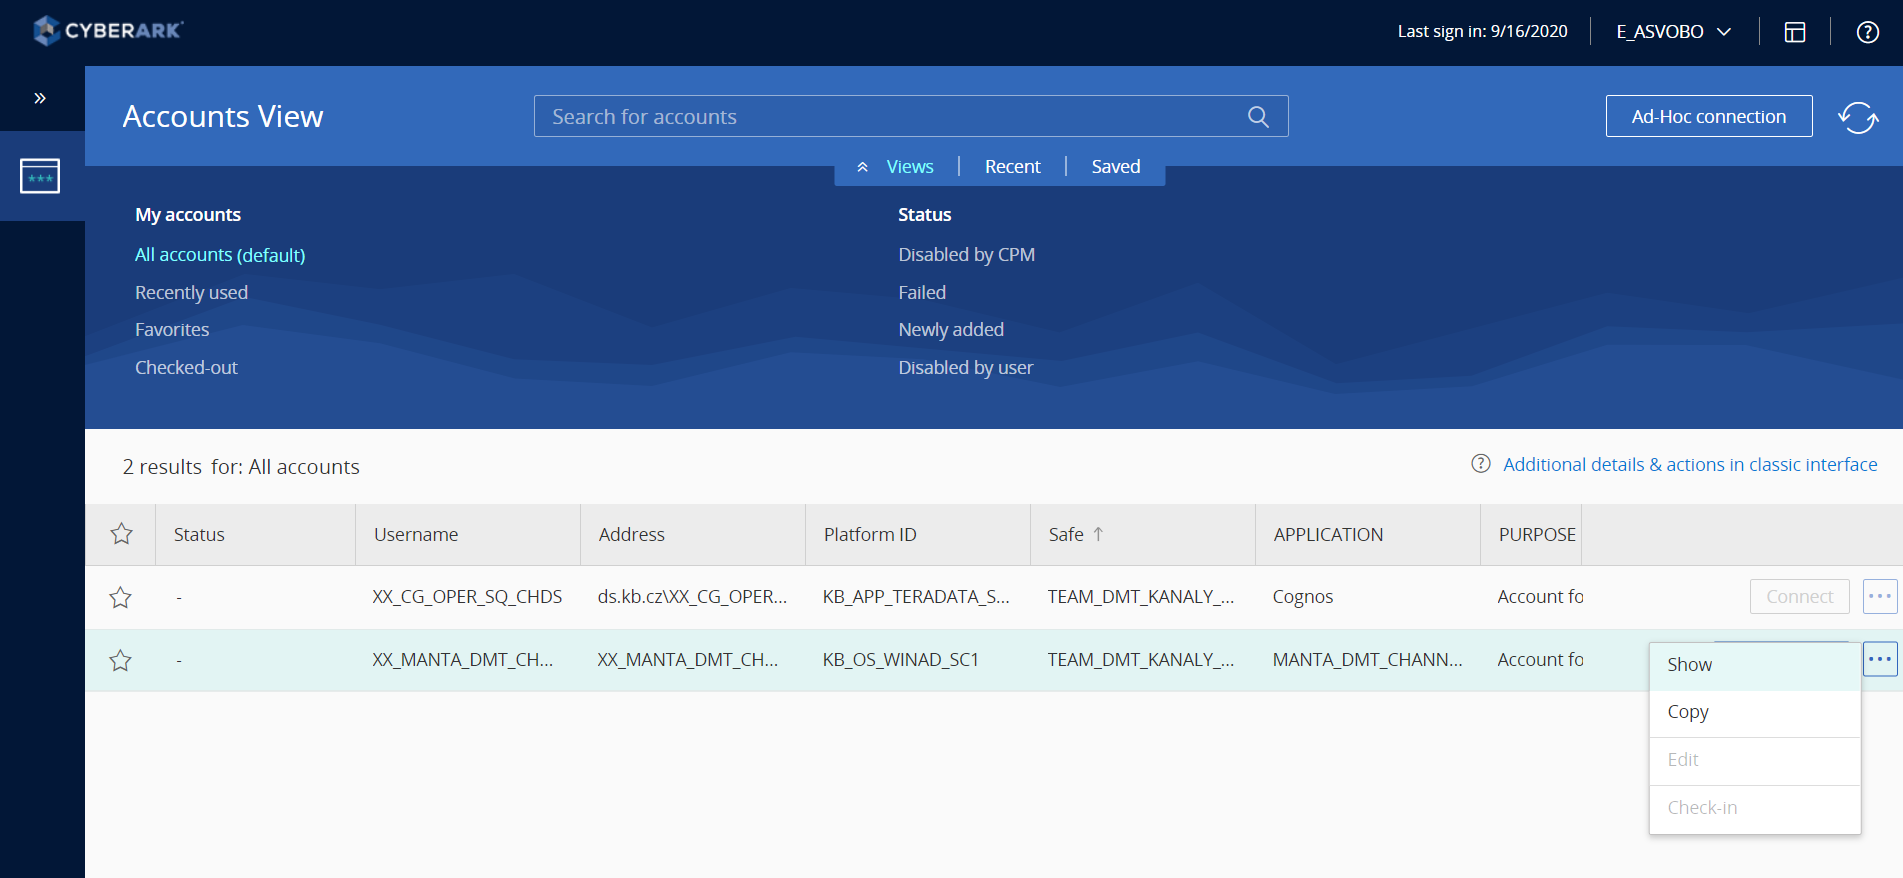 CYBERARK
Last sign in: 9/16/2020
E_ASVOBO
Accounts View
Search for accounts
Ad-Hoc connection
***
Views
Recent
Saved
My accounts
Status
All accounts (default)
Disabled by CPM
Recently used
Failed
Favorites
Newly added
Checked-out
Disabled by user
2 results for: All accounts
? Additional details & actions in classic interface
Status Username Address Platform ID Safe ↑ APPLICATION PURPOSE
- XX_CG_OPER_SQ_CHDS ds.kb.cz\XX_CG_OPER... KB_APP_TERADATA_S... TEAM_DMT_KANALY_... Cognos Account fo Connect ...
- XX_MANTA_DMT_CH... XX_MANTA_DMT_CH... KB_OS_WINAD_SC1 TEAM_DMT_KANALY_... MANTA_DMT_CHANN... Account fo ...
Show
Copy
Edit
Check-in